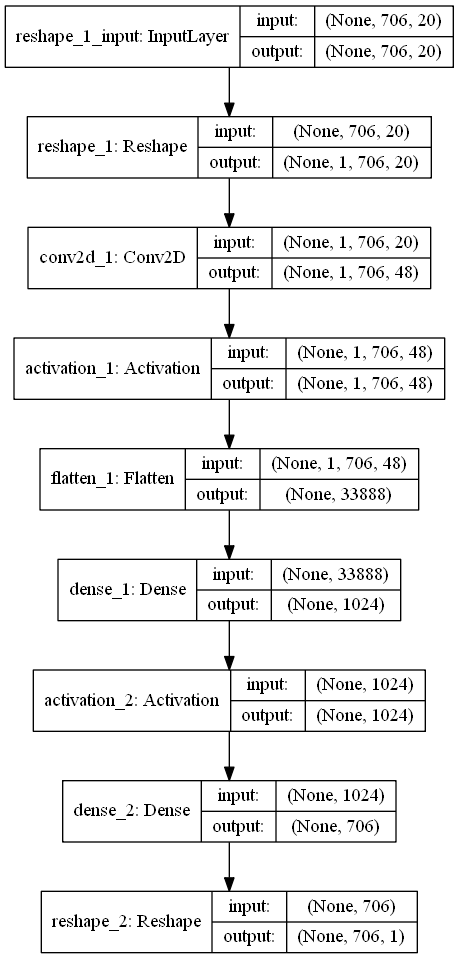 reshape_1_input: InputLayer input: (None, 706, 20)
output: (None, 706, 20)
reshape_1: Reshape input: (None, 706, 20)
output: (None, 1, 706, 20)
conv2d_1: Conv2D input: (None, 1, 706, 20)
output: (None, 1, 706, 48)
activation_1: Activation input: (None, 1, 706, 48)
output: (None, 1, 706, 48)
flatten_1: Flatten input: (None, 1, 706, 48)
output: (None, 33888)
dense_1: Dense input: (None, 33888)
output: (None, 1024)
activation_2: Activation input: (None, 1024)
output: (None, 1024)
dense_2: Dense input: (None, 1024)
output: (None, 706)
reshape_2: Reshape input: (None, 706)
output: (None, 706, 1)